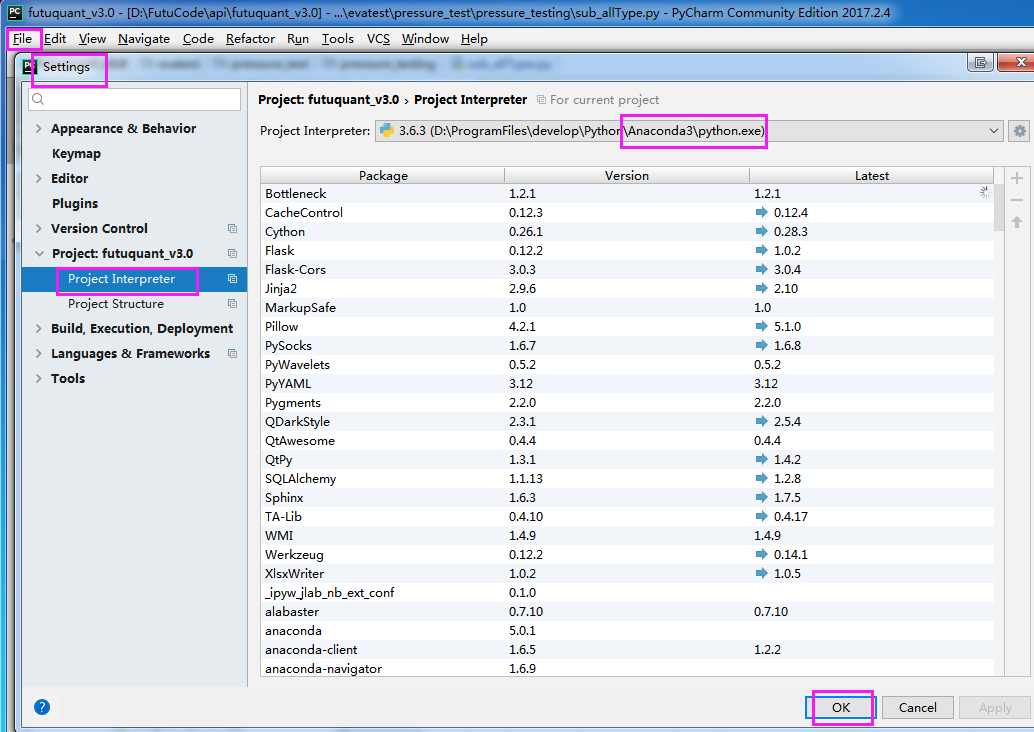 PC futuquant_v3.0 - [D:\FutuCode\api\futuquant_v3.0] - ...\evatest\pressure_test\pressure_testing\sub_allType.py - PyCharm Community Edition 2017.2.4
File Edit View Navigate Code Refactor Run Tools VCS Window Help
Settings
Project: futuquant_v3.0 › Project Interpreter For current project
Project Interpreter: 3.6.3 (D:\ProgramFiles\develop\Python\Anaconda3\python.exe)
Appearance & Behavior
Keymap
Editor
Plugins
Version Control
Project: futuquant_v3.0
Project Interpreter
Project Structure
Build, Execution, Deployment
Languages & Frameworks
Tools
Package Version Latest
Bottleneck 1.2.1 1.2.1
CacheControl 0.12.3 0.12.4
Cython 0.26.1 0.28.3
Flask 0.12.2 1.0.2
Flask-Cors 3.0.3 3.0.4
Jinja2 2.9.6 2.10
MarkupSafe 1.0 1.0
Pillow 4.2.1 5.1.0
PySocks 1.6.7 1.6.8
PyWavelets 0.5.2 0.5.2
PyYAML 3.12 3.12
Pygments 2.2.0 2.2.0
QDarkStyle 2.3.1 2.5.4
QtAwesome 0.4.4 0.4.4
QtPy 1.3.1 1.4.2
SQLAlchemy 1.1.13 1.2.8
Sphinx 1.6.3 1.7.5
TA-Lib 0.4.10 0.4.17
WMI 1.4.9 1.4.9
Werkzeug 0.12.2 0.14.1
XlsxWriter 1.0.2 1.0.5
_ipyw_jlab_nb_ext_conf 0.1.0
alabaster 0.7.10 0.7.10
anaconda 5.0.1
anaconda-client 1.6.5 1.2.2
anaconda-navigator 1.6.9
? OK Cancel Apply